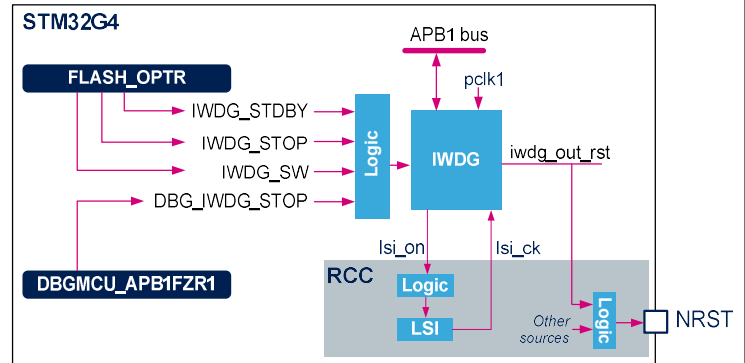 STM32G4
APB1 bus
FLASH_OPTR
pclk1
IWDG_STDBY
IWDG_STOP
IWDG_SW
DBG_IWDG_STOP
Logic
IWDG
iwdg_out_rst
lsi_on
lsi_ck
DBGMCU_APB1FZR1
RCC
Logic
LSI
Other
sources
Logic
NRST